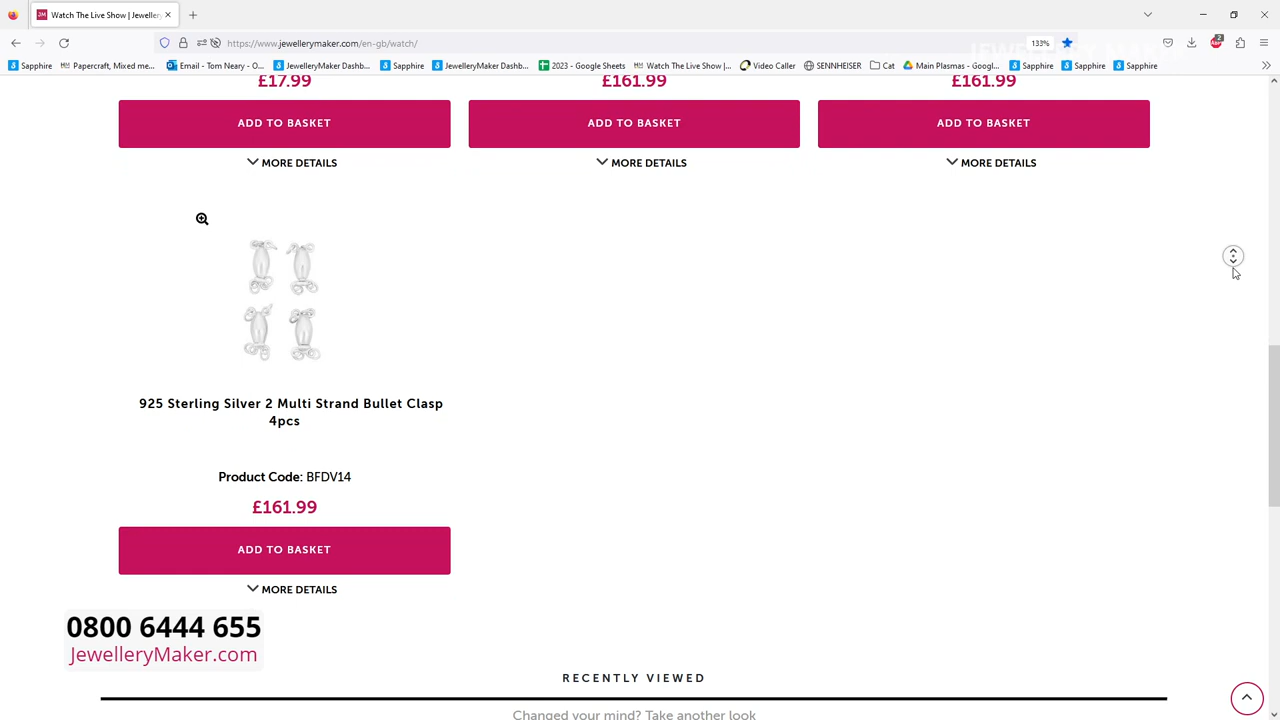 Watch The Live Show | Jeweller
https://www.jewellerymaker.com/en-gb/watch/
133%
JEWELLERY MAKER
Sapphire
Papercraft, Mixed me...
Email - Tom Neary - O...
JewelleryMaker Dashb...
Sapphire
JewelleryMaker Dashb...
2023 - Google Sheets
Watch The Live Show |...
Video Caller
SENNHEISER
Cat
Main Plasmas - Googl...
Sapphire
Sapphire
Sapphire
£17.99
£161.99
£161.99
ADD TO BASKET
ADD TO BASKET
ADD TO BASKET
MORE DETAILS
MORE DETAILS
MORE DETAILS
925 Sterling Silver 2 Multi Strand Bullet Clasp
4pcs
Product Code: BFDV14
£161.99
ADD TO BASKET
MORE DETAILS
0800 6444 655
JewelleryMaker.com
RECENTLY VIEWED
Changed your mind? Take another look